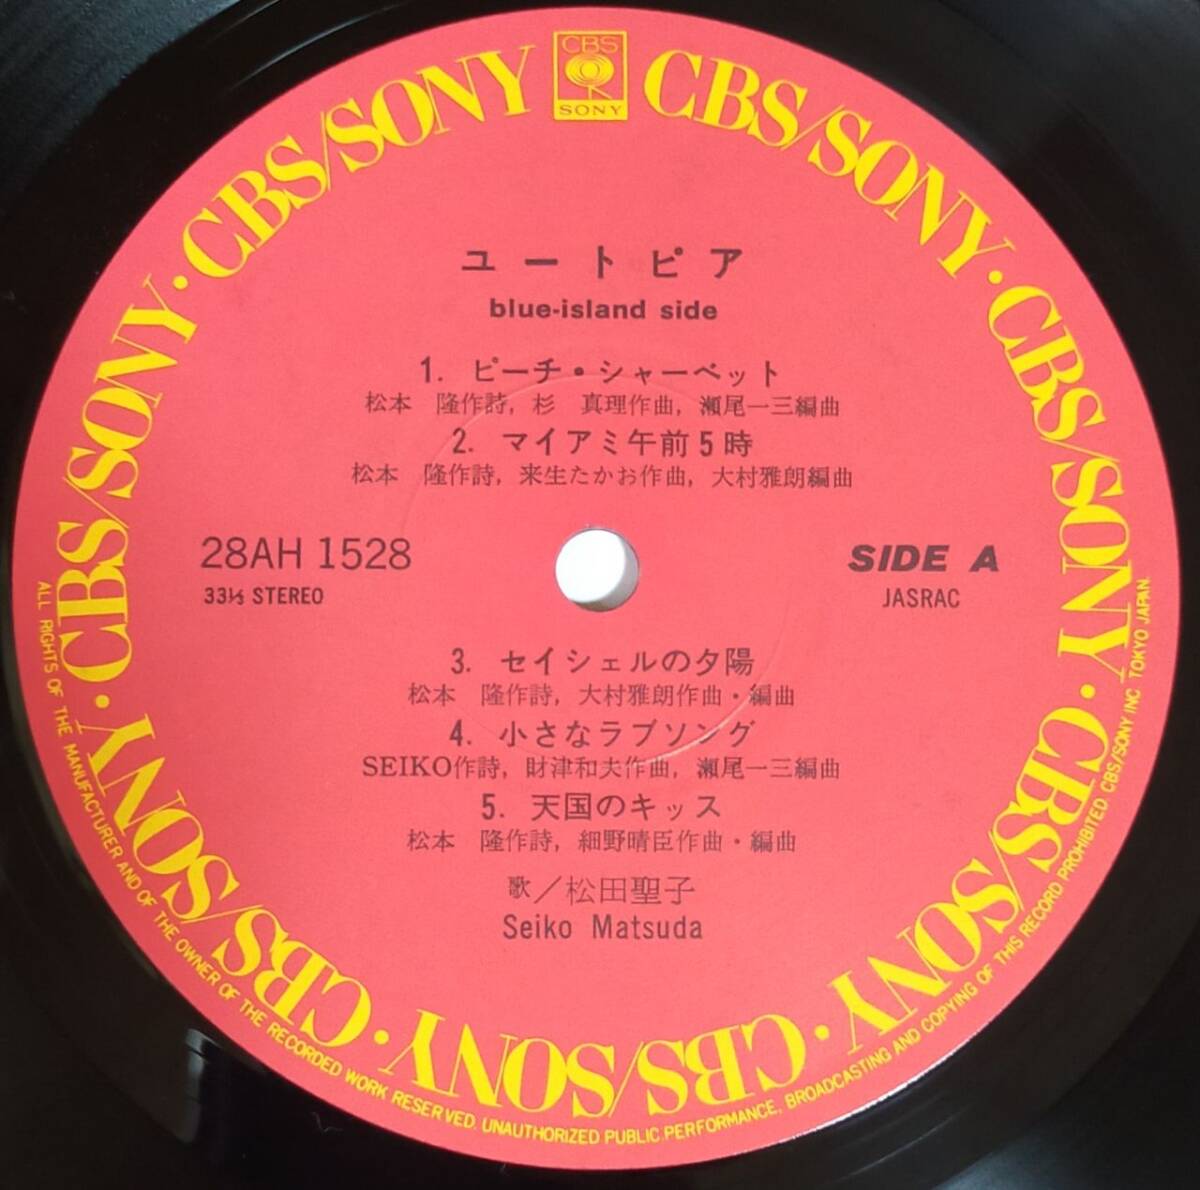 CBS
SONY
CBS/SONY · CBS/SONY · CBS/SONY · CBS/SONY · CBS/SONY · CBS/SONY · CBS/SONY · CBS/SONY · CBS/SONY
ユートピア
blue-island side
1. ピーチ・シャーベット
松本 隆作詩, 杉 真理作曲, 瀬尾一三編曲
2. マイアミ午前5時
松本 隆作詩, 来生たかお作曲, 大村雅朗編曲
28AH 1528
33⅓ STEREO
SIDE A
JASRAC
3. セイシェルの夕陽
松本 隆作詩, 大村雅朗作曲・編曲
4. 小さなラブソング
SEIKO作詩, 財津和夫作曲, 瀬尾一三編曲
5. 天国のキッス
松本 隆作詩, 細野晴臣作曲・編曲
歌／松田聖子
Seiko Matsuda
ALL RIGHTS OF THE MANUFACTURER AND OF THE OWNER OF THE RECORDED WORK RESERVED. UNAUTHORIZED PUBLIC PERFORMANCE, BROADCASTING AND COPYING OF THIS RECORD PROHIBITED CBS/SONY INC TOKYO JAPAN.